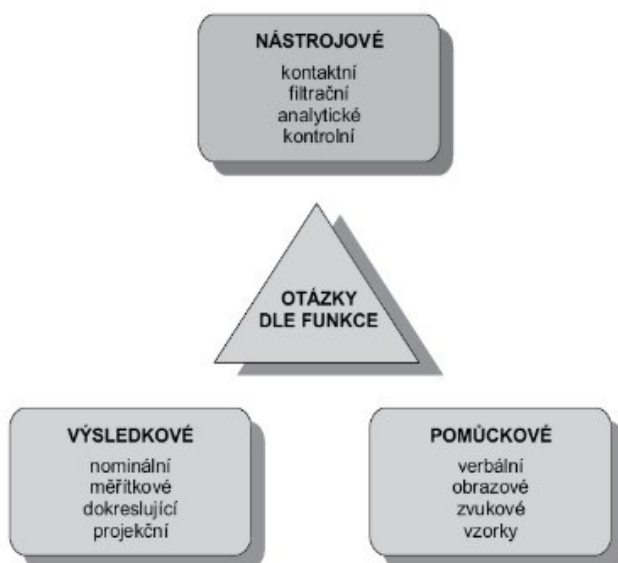 NÁSTROJOVÉ
kontaktní
filtrační
analytické
kontrolní
OTÁZKY
DLE FUNKCE
VÝSLEDKOVÉ
nominální
měřítkové
dokreslující
projekční
POMŮCKOVÉ
verbální
obrazové
zvukové
vzorky